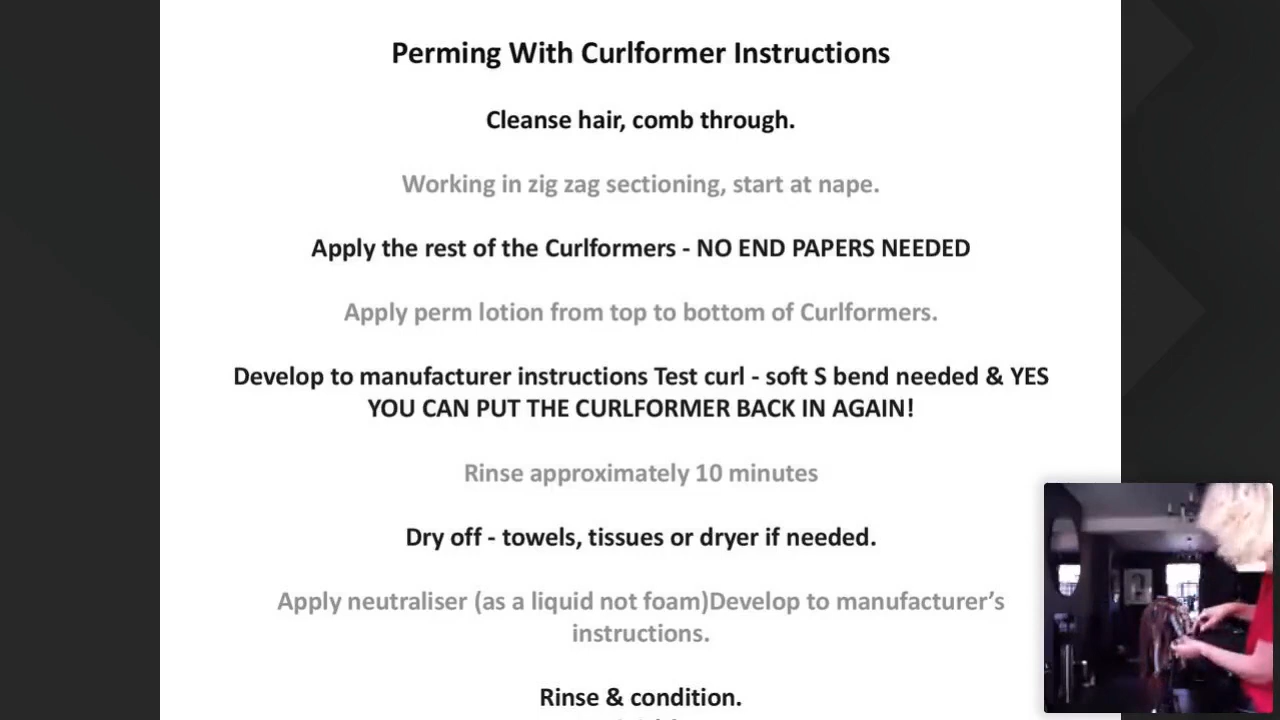 Perming With Curlformer Instructions
Cleanse hair, comb through.
Working in zig zag sectioning, start at nape.
Apply the rest of the Curlformers - NO END PAPERS NEEDED
Apply perm lotion from top to bottom of Curlformers.
Develop to manufacturer instructions Test curl - soft S bend needed & YES
YOU CAN PUT THE CURLFORMER BACK IN AGAIN!
Rinse approximately 10 minutes
Dry off - towels, tissues or dryer if needed.
Apply neutraliser (as a liquid not foam)Develop to manufacturer’s
instructions.
Rinse & condition.